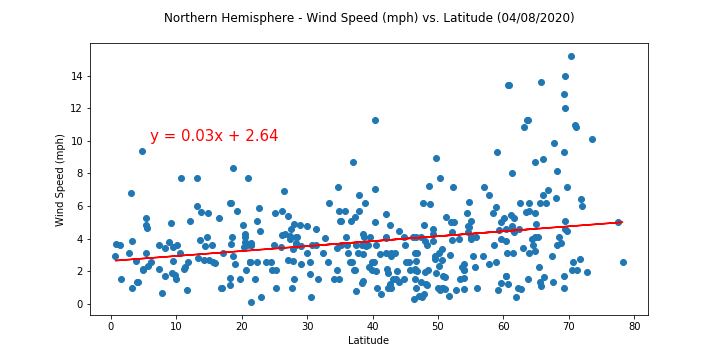 Northern Hemisphere - Wind Speed (mph) vs. Latitude (04/08/2020)
14
12
10
8
6
4
2
0
Wind Speed (mph)
y = 0.03x + 2.64
0 10 20 30 40 50 60 70 80
Latitude